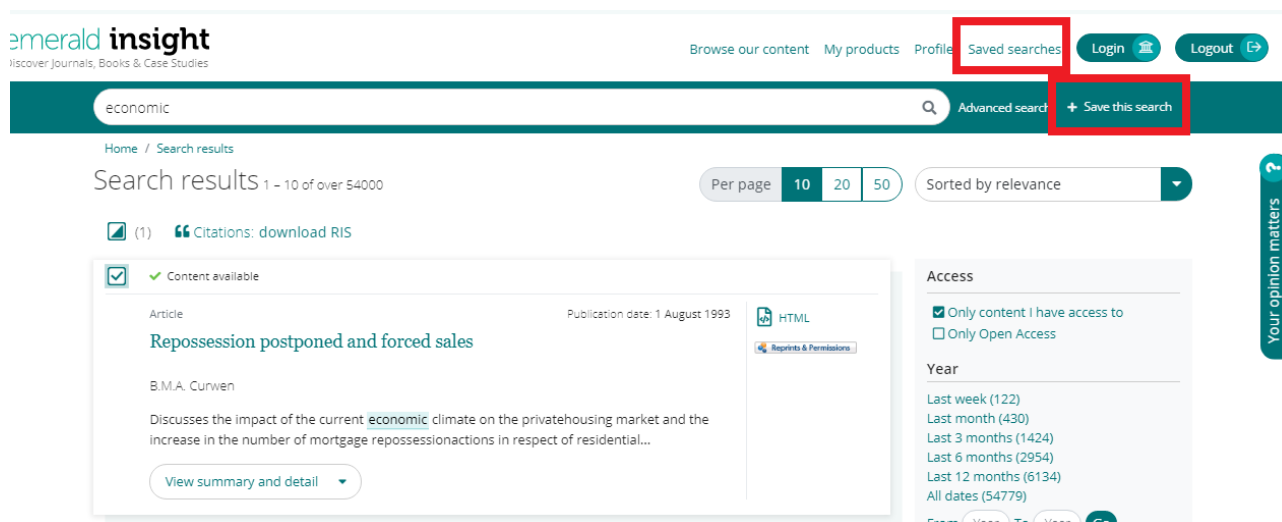 emerald insight
Discover Journals, Books & Case Studies
Browse our content My products Profile Saved searches Login Logout
economic
Advanced search + Save this search
Home / Search results
Search results 1 – 10 of over 54000
Per page 10 20 50 Sorted by relevance
(1) Citations: download RIS
Content available
Article Publication date: 1 August 1993
HTML
Repossession postponed and forced sales
Reprints & Permissions
B.M.A. Curwen
Discusses the impact of the current economic climate on the privatehousing market and the
increase in the number of mortgage repossessionactions in respect of residential...
View summary and detail
Access
Only content I have access to
Only Open Access
Year
Last week (122)
Last month (430)
Last 3 months (1424)
Last 6 months (2954)
Last 12 months (6134)
All dates (54779)
From Year To Year Go
? Your opinion matters